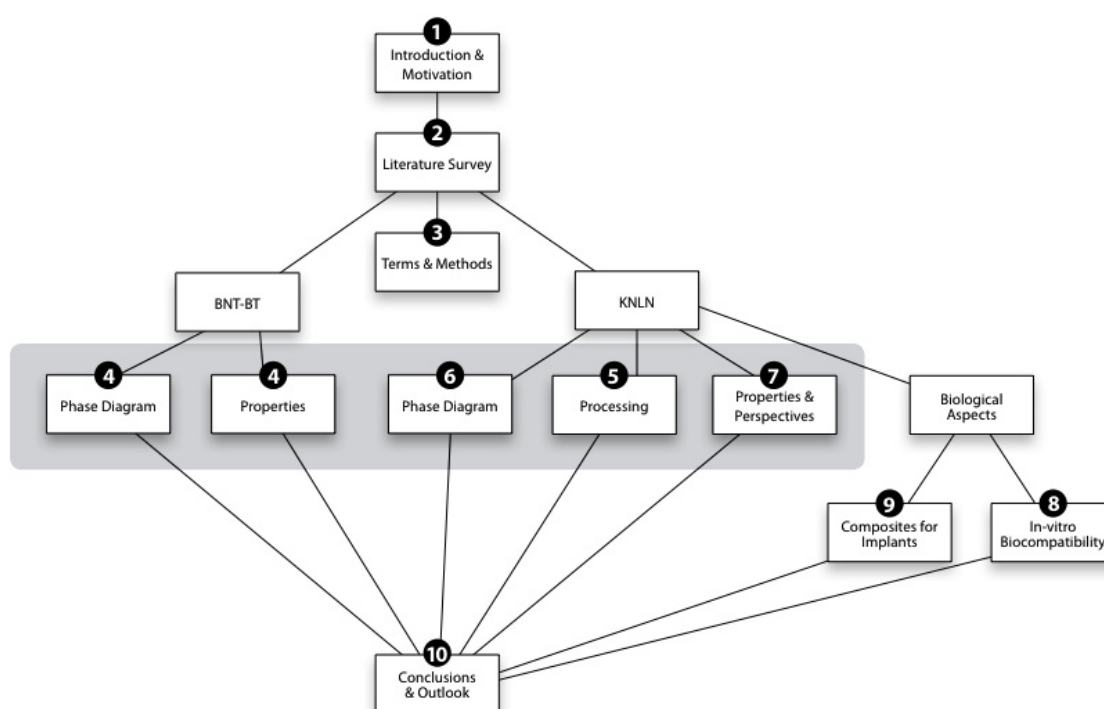 1
Introduction &
Motivation
2
Literature Survey
3
Terms & Methods
BNT-BT
KNLN
4
Phase Diagram
4
Properties
6
Phase Diagram
5
Processing
7
Properties &
Perspectives
Biological
Aspects
9
Composites for
Implants
8
In-vitro
Biocompatibility
10
Conclusions
& Outlook